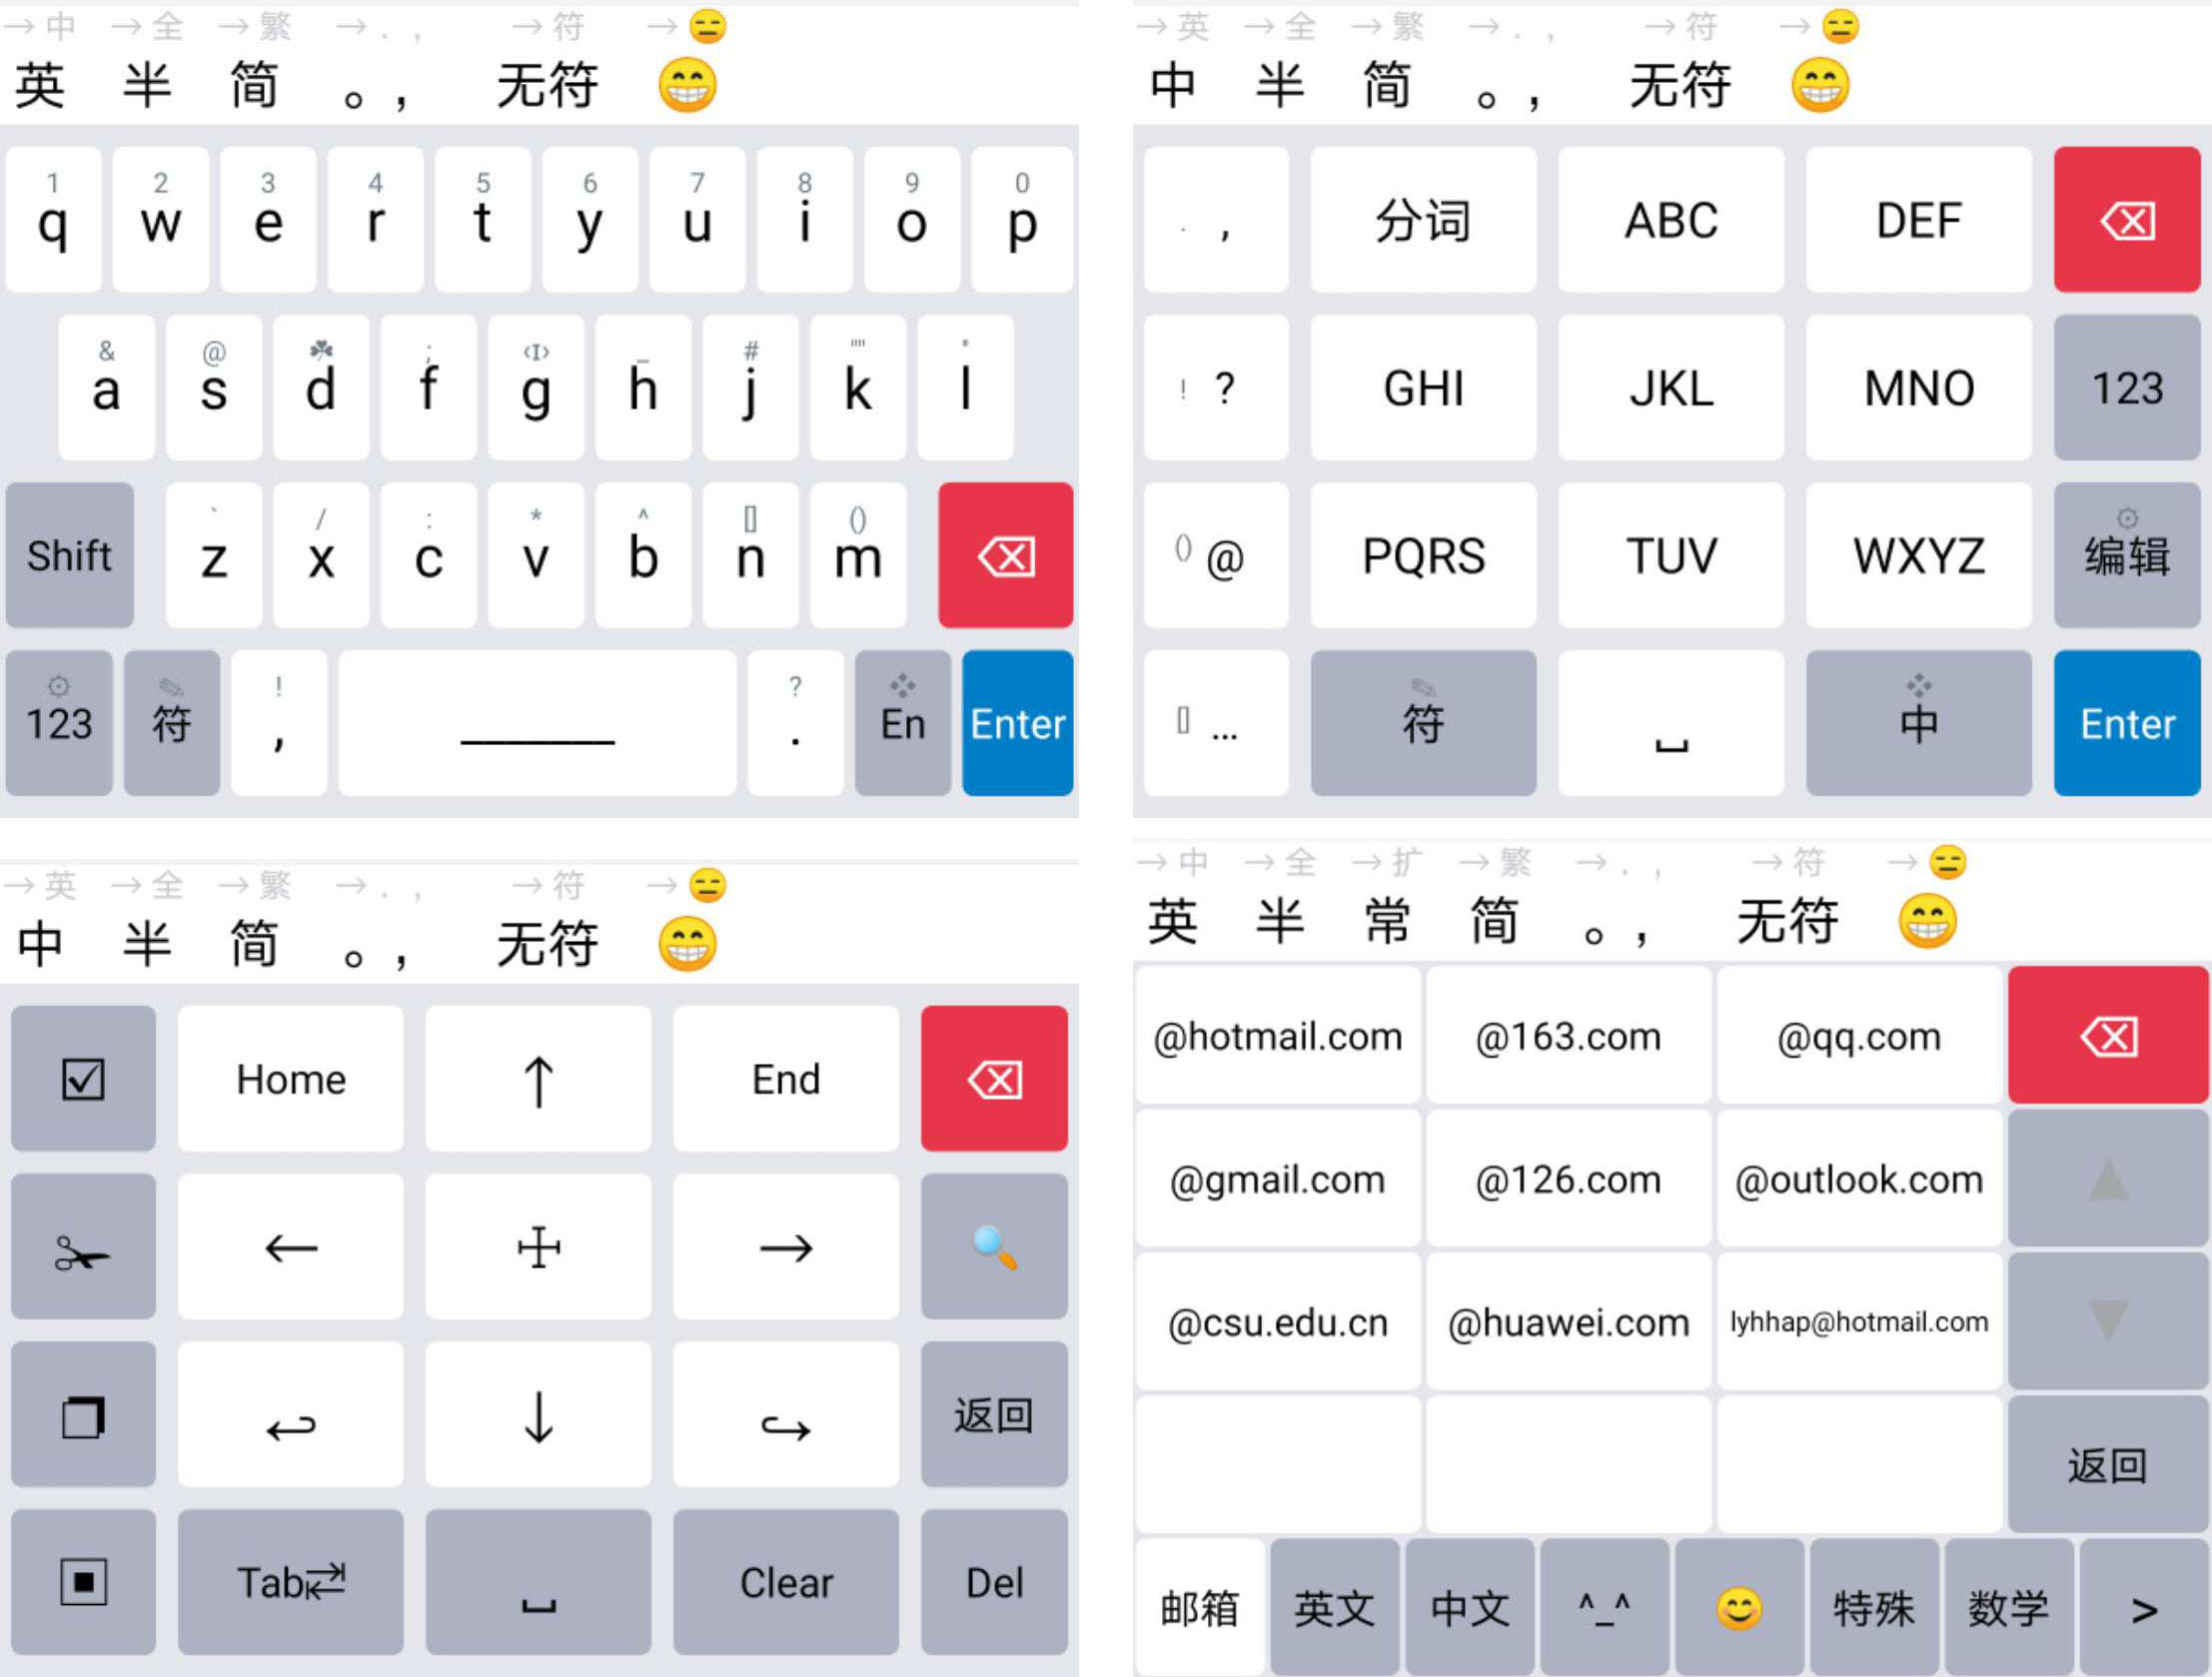 →中 →全 →繁 →. , →符 →😑
英 半 简 。, 无符 😁
1 2 3 4 5 6 7 8 9 0
q w e r t y u i o p
& @ ☘ ; ‹I› _ # "" "
a s d f g h j k l
` / : * ^ [] ()
Shift z x c v b n m ⌫
! ?
123 符 , . En Enter
→英 →全 →繁 →. , →符 →😑
中 半 简 。, 无符 😁
. , 分词 ABC DEF ⌫
! ? GHI JKL MNO 123
() @ PQRS TUV WXYZ 编辑
[] ... 符 ␣ 中 Enter
→英 →全 →繁 →. , →符 →😑
中 半 简 。, 无符 😁
☑ Home ↑ End ⌫
✂ ← → 🔍
↩ ↓ ↪ 返回
Tab ␣ Clear Del
→中 →全 →扩 →繁 →. , →符 →😑
英 半 常 简 。, 无符 😁
@hotmail.com @163.com @qq.com ⌫
@gmail.com @126.com @outlook.com ▲
@csu.edu.cn @huawei.com lyhhap@hotmail.com ▼
返回
邮箱 英文 中文 ^_^ 😊 特殊 数学 >